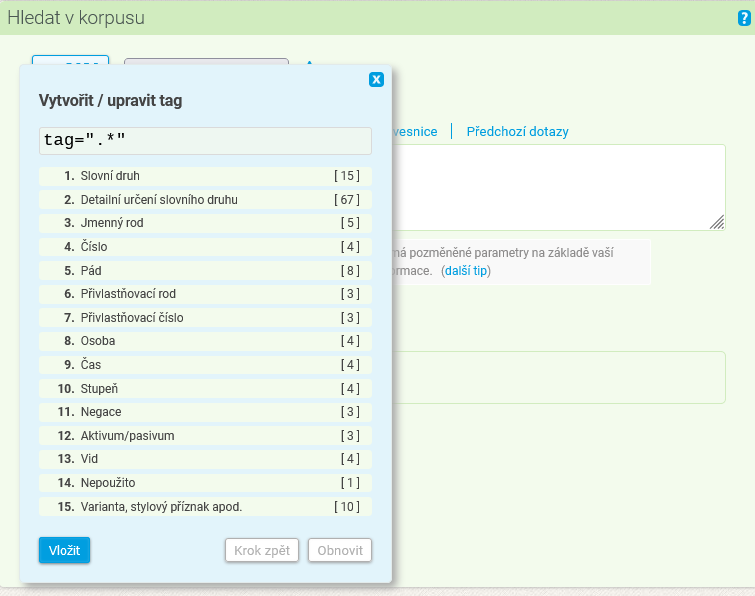 Hledat v korpusu
?
x
Vytvořit / upravit tag
tag=".*"
vesnice | Předchozí dotazy
1. Slovní druh [ 15 ]
2. Detailní určení slovního druhu [ 67 ]
3. Jmenný rod [ 5 ]
4. Číslo [ 4 ]
má pozměněné parametry na základě vaší
5. Pád [ 8 ]
ormace. (další tip)
6. Přivlastňovací rod [ 3 ]
7. Přivlastňovací číslo [ 3 ]
8. Osoba [ 4 ]
9. Čas [ 4 ]
10. Stupeň [ 4 ]
11. Negace [ 3 ]
12. Aktivum/pasivum [ 3 ]
13. Vid [ 4 ]
14. Nepoužito [ 1 ]
15. Varianta, stylový příznak apod. [ 10 ]
Vložit Krok zpět Obnovit